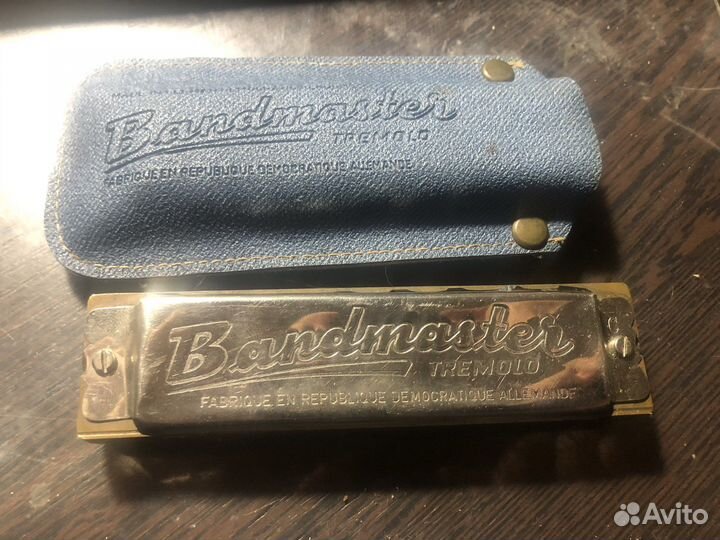 Bandmaster
TREMOLO
FABRIQUE EN REPUBLIQUE DEMOCRATIQUE ALLEMANDE
Bandmaster
TREMOLO
FABRIQUE EN REPUBLIQUE DEMOCRATIQUE ALLEMANDE
Avito